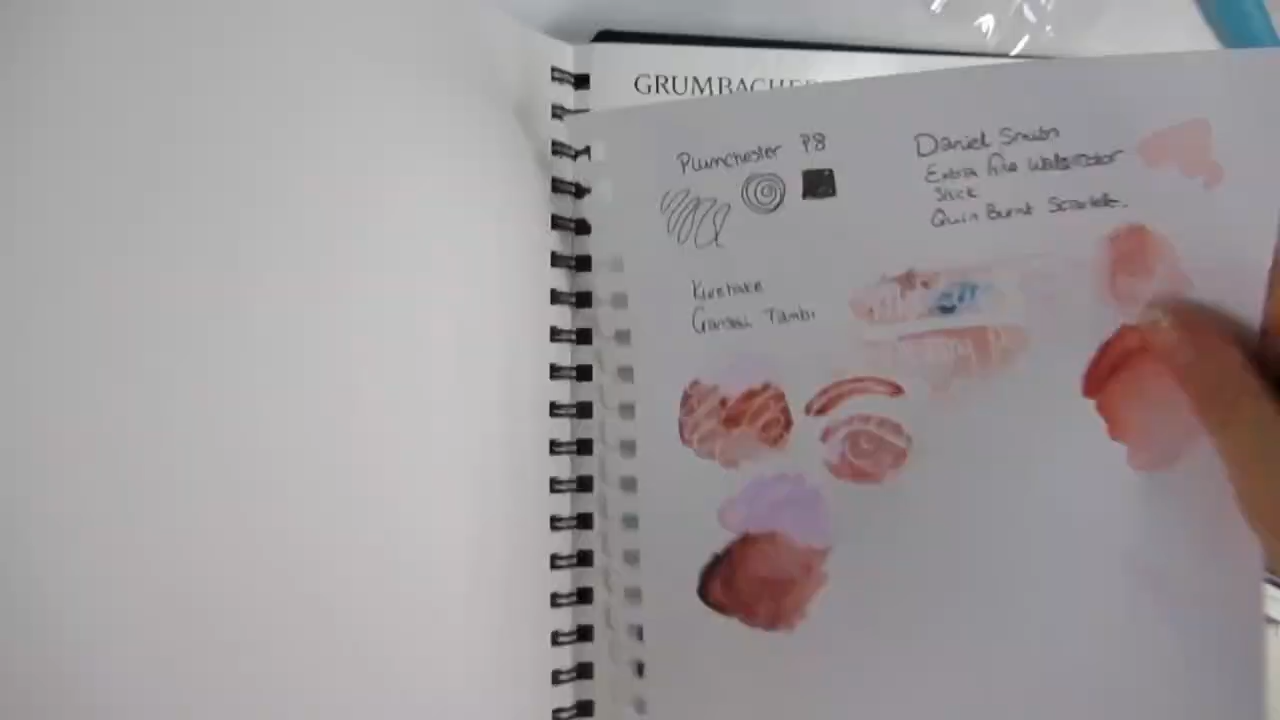 GRUMBACHER
Plumchester P8
Daniel Smith
Extra Fine Watercolor
Stick
Quin Burnt Scarlet.
Kuretake
Gansai Tambi